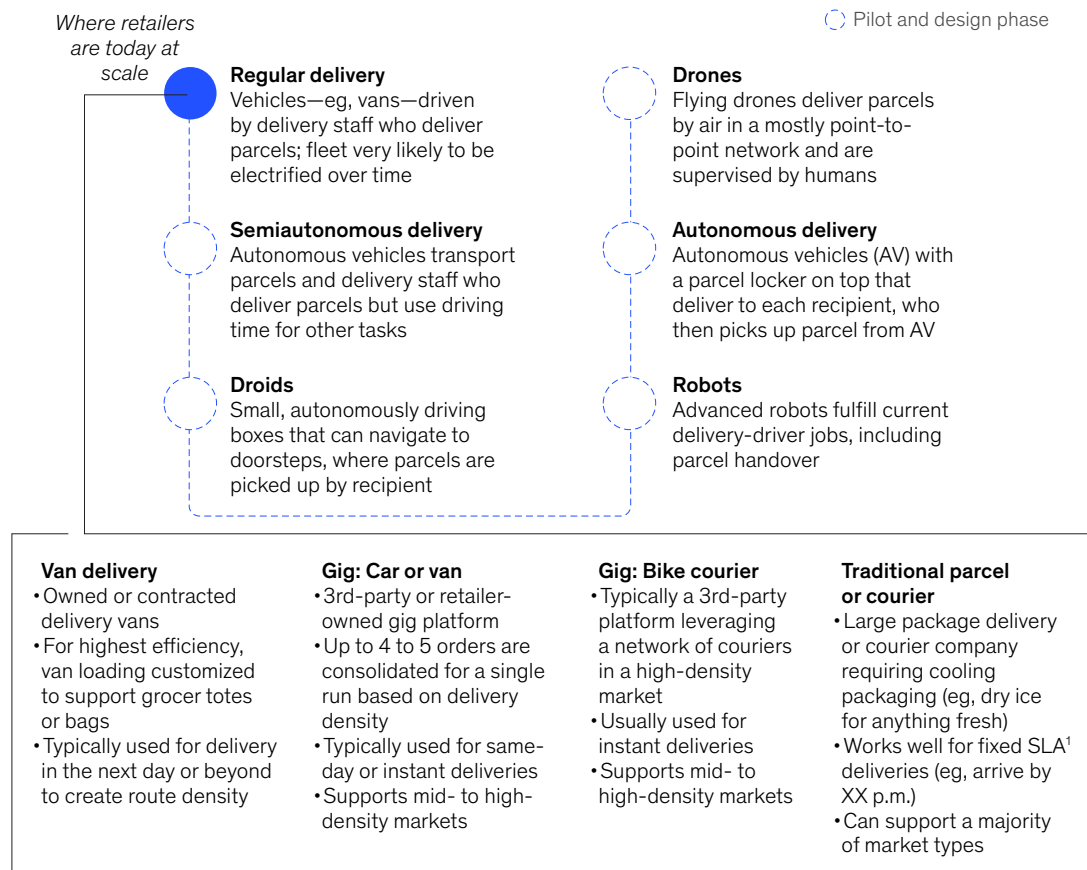 Where retailers
are today at
scale
Pilot and design phase
Regular delivery
Vehicles—eg, vans—driven
by delivery staff who deliver
parcels; fleet very likely to be
electrified over time
Semiautonomous delivery
Autonomous vehicles transport
parcels and delivery staff who
deliver parcels but use driving
time for other tasks
Droids
Small, autonomously driving
boxes that can navigate to
doorsteps, where parcels are
picked up by recipient
Drones
Flying drones deliver parcels
by air in a mostly point-to-
point network and are
supervised by humans
Autonomous delivery
Autonomous vehicles (AV) with
a parcel locker on top that
deliver to each recipient, who
then picks up parcel from AV
Robots
Advanced robots fulfill current
delivery-driver jobs, including
parcel handover
Van delivery
• Owned or contracted
delivery vans
• For highest efficiency,
van loading customized
to support grocer totes
or bags
• Typically used for delivery
in the next day or beyond
to create route density
Gig: Car or van
• 3rd-party or retailer-
owned gig platform
• Up to 4 to 5 orders are
consolidated for a single
run based on delivery
density
• Typically used for same-
day or instant deliveries
• Supports mid- to high-
density markets
Gig: Bike courier
• Typically a 3rd-party
platform leveraging
a network of couriers
in a high-density
market
• Usually used for
instant deliveries
• Supports mid- to
high-density markets
Traditional parcel
or courier
• Large package delivery
or courier company
requiring cooling
packaging (eg, dry ice
for anything fresh)
• Works well for fixed SLA¹
deliveries (eg, arrive by
XX p.m.)
• Can support a majority
of market types